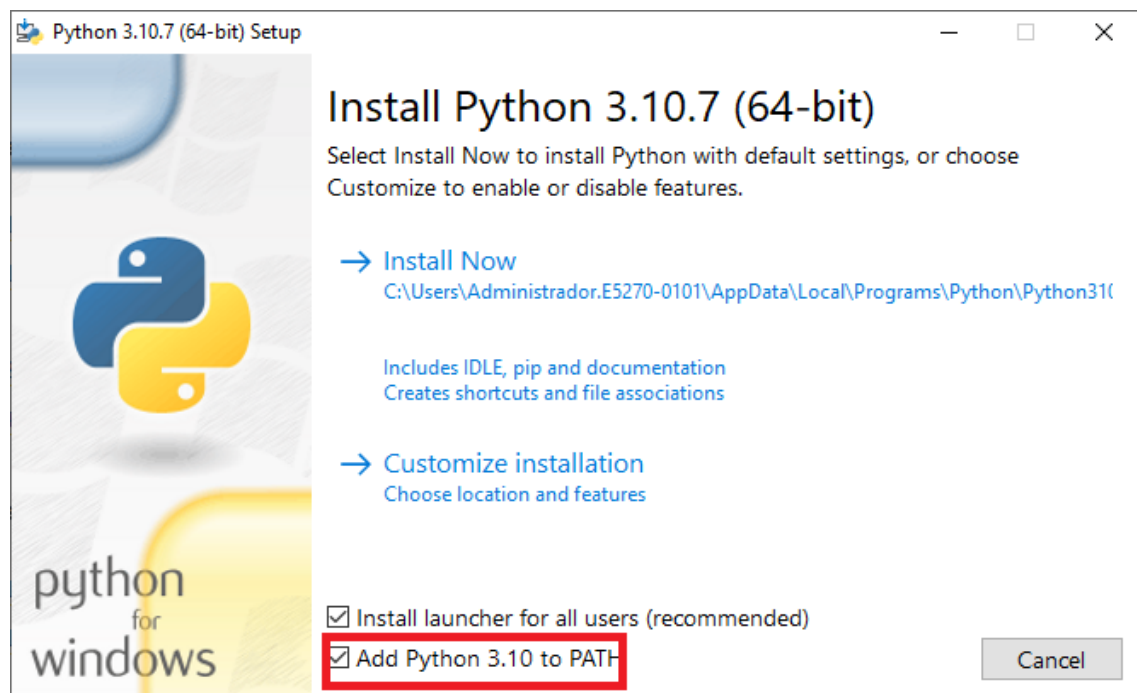 Python 3.10.7 (64-bit) Setup
Install Python 3.10.7 (64-bit)
Select Install Now to install Python with default settings, or choose
Customize to enable or disable features.
Install Now
C:\Users\Administrador.E5270-0101\AppData\Local\Programs\Python\Python310
Includes IDLE, pip and documentation
Creates shortcuts and file associations
Customize installation
Choose location and features
python
for
windows
Install launcher for all users (recommended)
Add Python 3.10 to PATH
Cancel